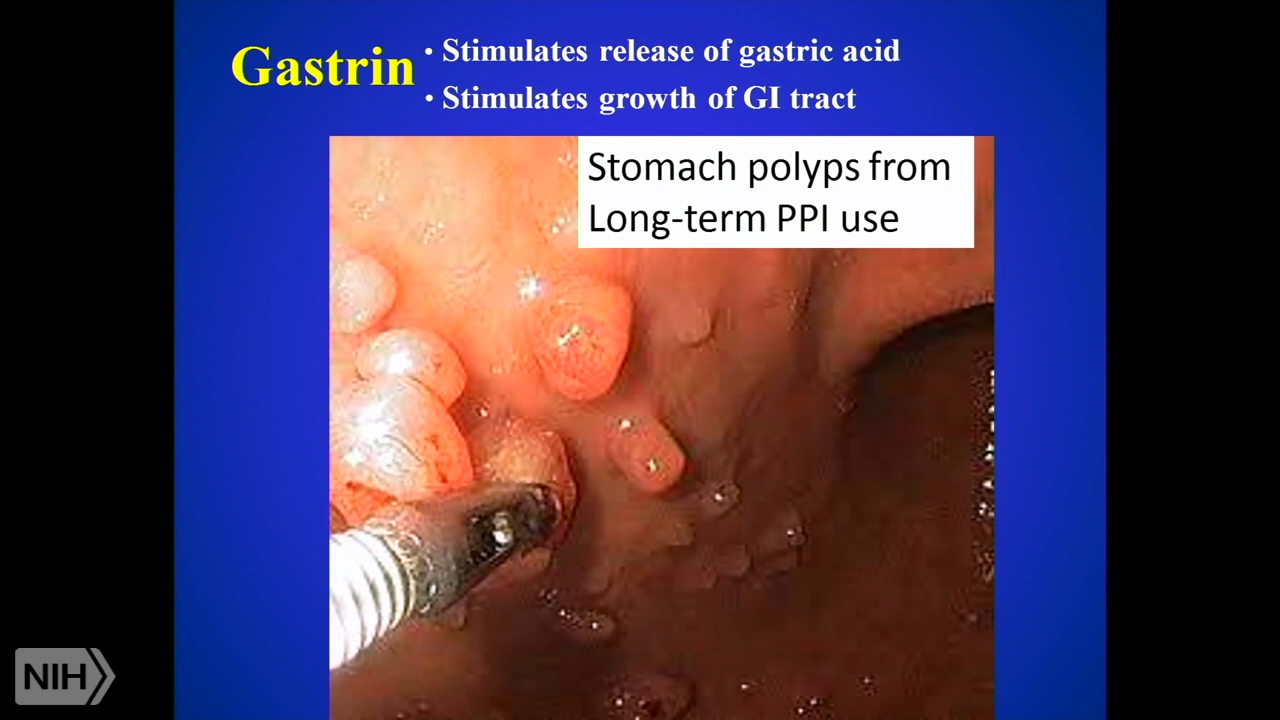 Gastrin
• Stimulates release of gastric acid
• Stimulates growth of GI tract
Stomach polyps from
Long-term PPI use
NIH